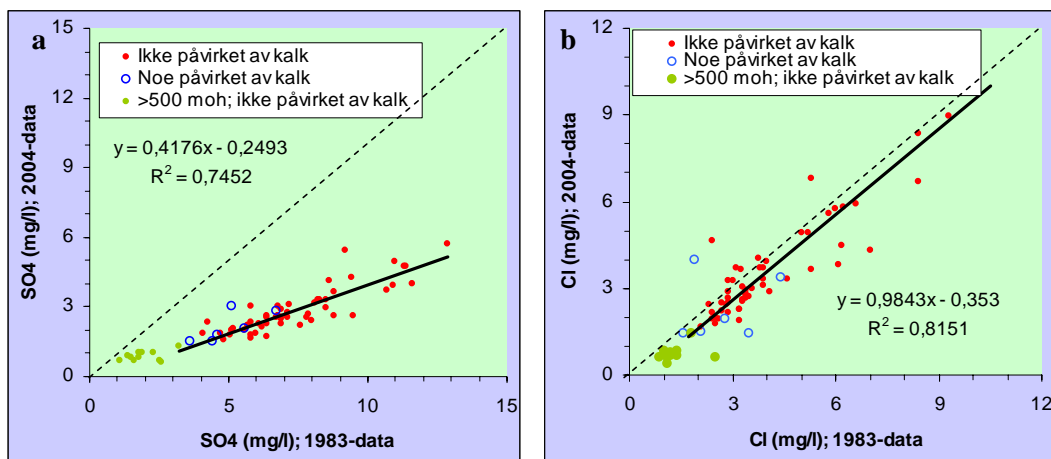 a
Ikke påvirket av kalk
Noe påvirket av kalk
>500 moh; ikke påvirket av kalk
y = 0,4176x - 0,2493
R² = 0,7452
SO4 (mg/l); 2004-data
15
12
9
6
3
0
0
5
10
15
SO4 (mg/l); 1983-data
b
Ikke påvirket av kalk
Noe påvirket av kalk
>500 moh; ikke påvirket av kalk
y = 0,9843x - 0,353
R² = 0,8151
Cl (mg/l); 2004-data
12
9
6
3
0
0
3
6
9
12
Cl (mg/l); 1983-data